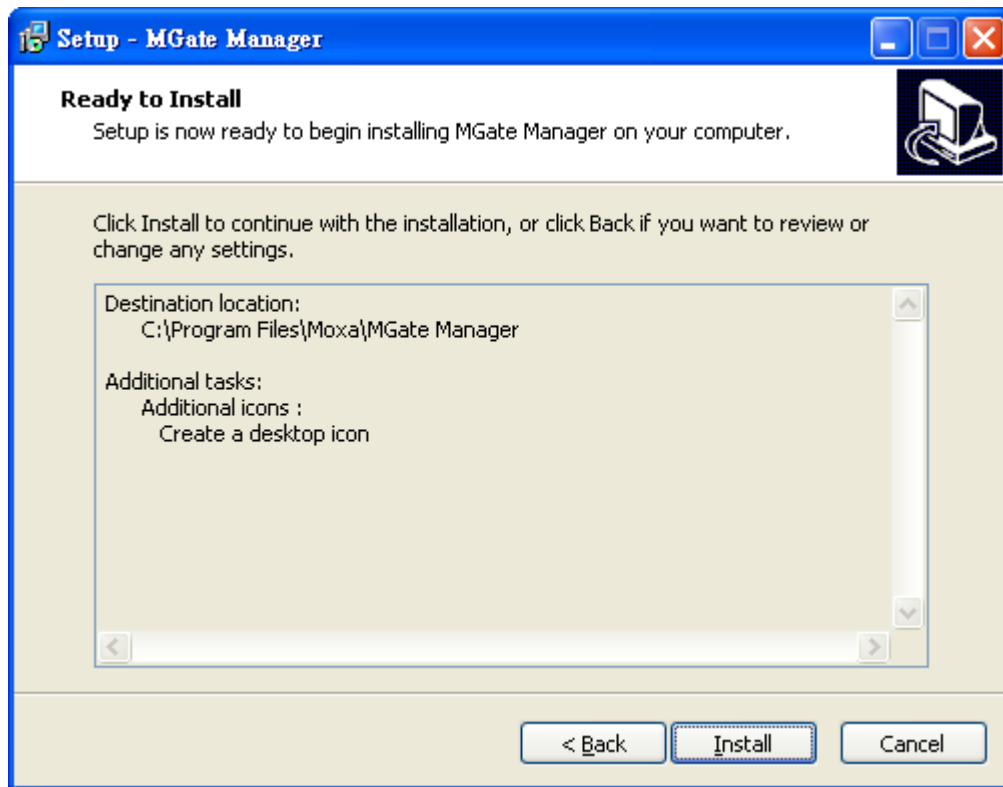 Setup - MGate Manager
Ready to Install
Setup is now ready to begin installing MGate Manager on your computer.
Click Install to continue with the installation, or click Back if you want to review or
change any settings.
Destination location:
C:\Program Files\Moxa\MGate Manager
Additional tasks:
Additional icons :
Create a desktop icon
< Back
Install
Cancel